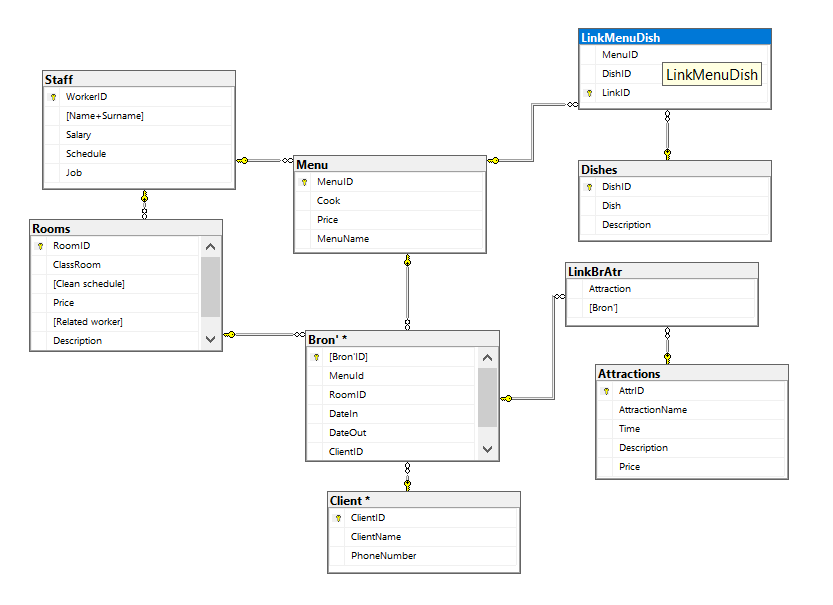 LinkMenuDish
MenuID
DishID
LinkID
LinkMenuDish
Staff
WorkerID
[Name+Surname]
Salary
Schedule
Job
Menu
MenuID
Cook
Price
MenuName
Dishes
DishID
Dish
Description
Rooms
RoomID
ClassRoom
[Clean schedule]
Price
[Related worker]
Description
LinkBrAtr
Attraction
[Bron']
Bron' *
[Bron'ID]
MenuId
RoomID
DateIn
DateOut
ClientID
Attractions
AttrID
AttractionName
Time
Description
Price
Client *
ClientID
ClientName
PhoneNumber